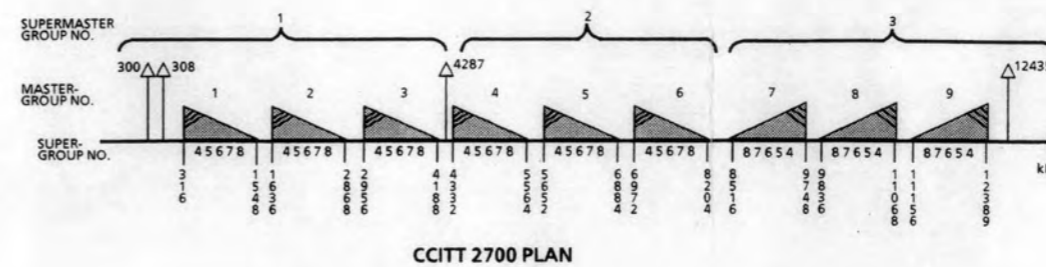 SUPERMASTER GROUP NO. 1 2 3
300 308 4287 12435
MASTER-GROUP NO. 1 2 3 4 5 6 7 8 9
SUPER-GROUP NO. 45678 45678 45678 45678 45678 45678 87654 87654 87654
316 1548 1636 2868 2956 4188 4332 5564 5652 6884 6972 8204 8516 9748 9836 11068 11156 12389
CCITT 2700 PLAN